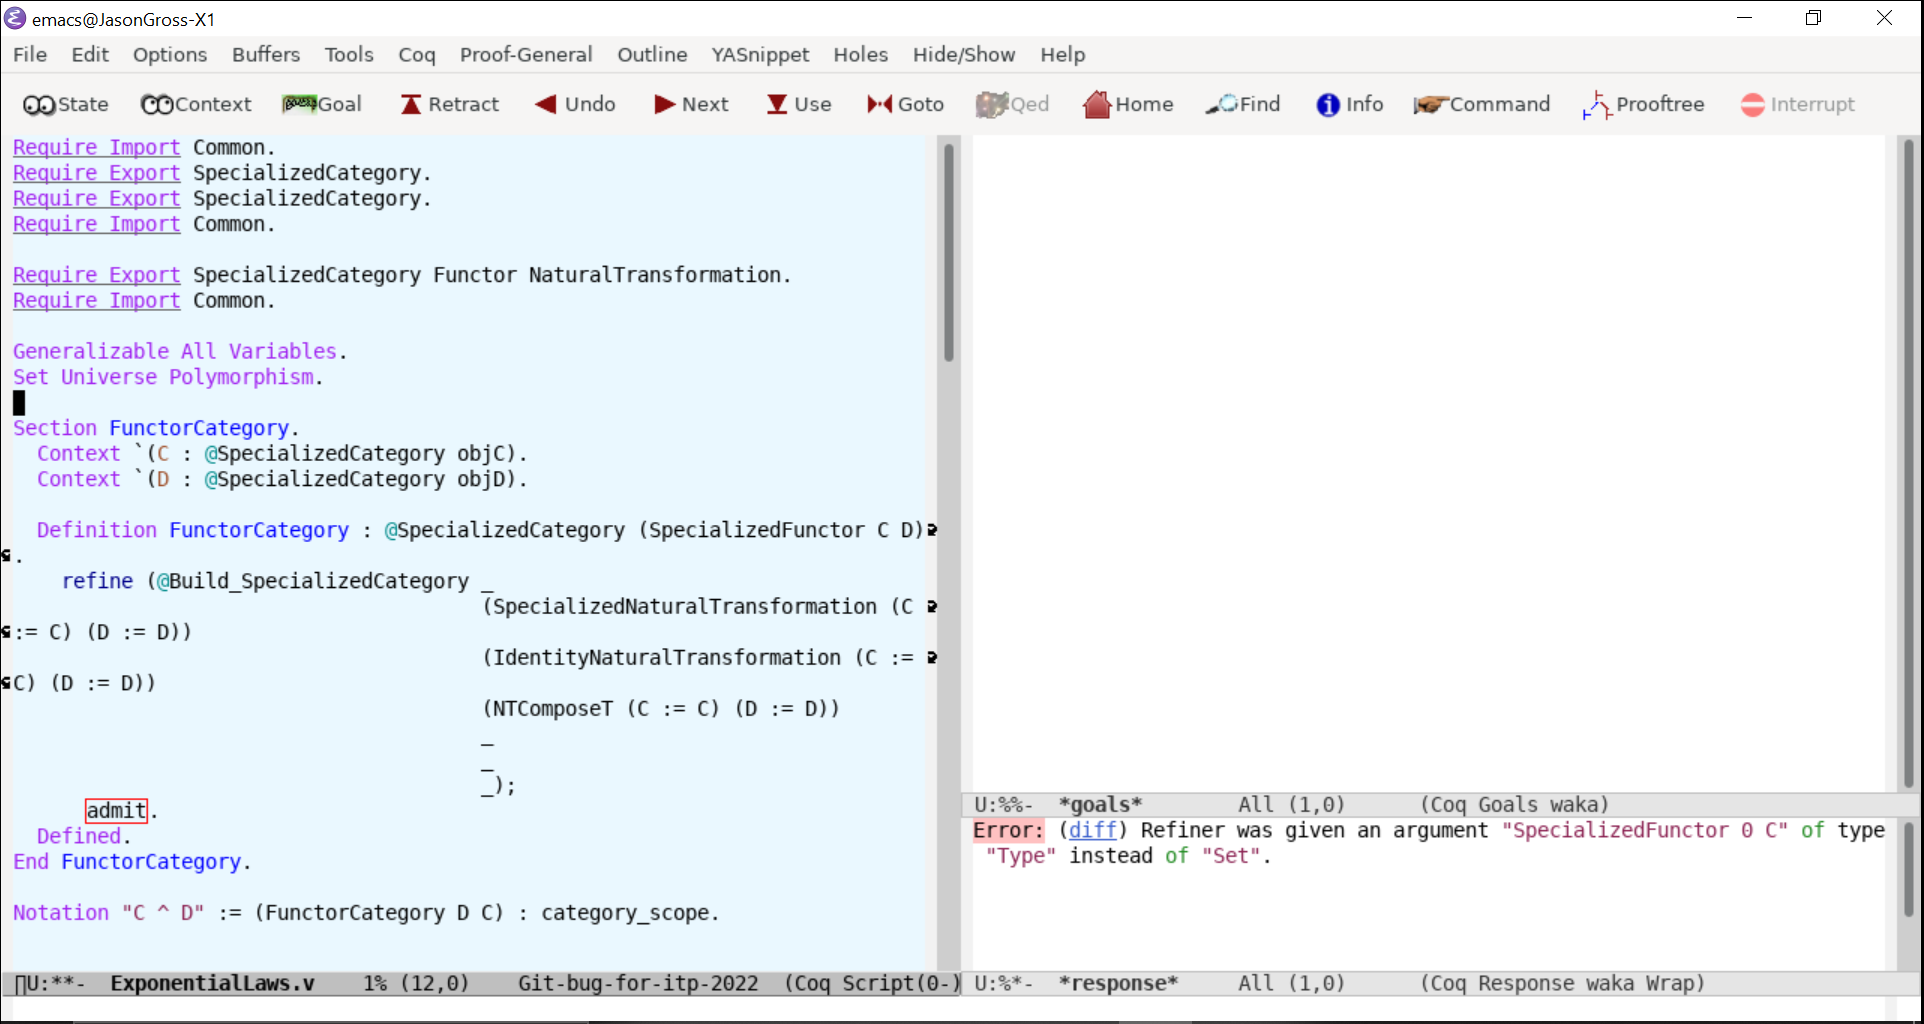 emacs@JasonGross-X1
File Edit Options Buffers Tools Coq Proof-General Outline YASnippet Holes Hide/Show Help
State Context Goal Retract Undo Next Use Goto Qed Home Find Info Command Prooftree Interrupt
Require Import Common.
Require Export SpecializedCategory.
Require Export SpecializedCategory.
Require Import Common.
Require Export SpecializedCategory Functor NaturalTransformation.
Require Import Common.
Generalizable All Variables.
Set Universe Polymorphism.
Section FunctorCategory.
Context `(C : @SpecializedCategory objC).
Context `(D : @SpecializedCategory objD).
Definition FunctorCategory : @SpecializedCategory (SpecializedFunctor C D)
.
refine (@Build_SpecializedCategory _
(SpecializedNaturalTransformation (C
:= C) (D := D))
(IdentityNaturalTransformation (C :=
C) (D := D))
(NTComposeT (C := C) (D := D))
_
_
_);
admit.
Defined.
End FunctorCategory.
Notation "C ^ D" := (FunctorCategory D C) : category_scope.
U:**- ExponentialLaws.v 1% (12,0) Git-bug-for-itp-2022 (Coq Script(0-)
U:%%- *goals* All (1,0) (Coq Goals waka)
Error: (diff) Refiner was given an argument "SpecializedFunctor 0 C" of type
"Type" instead of "Set".
U:%*- *response* All (1,0) (Coq Response waka Wrap)